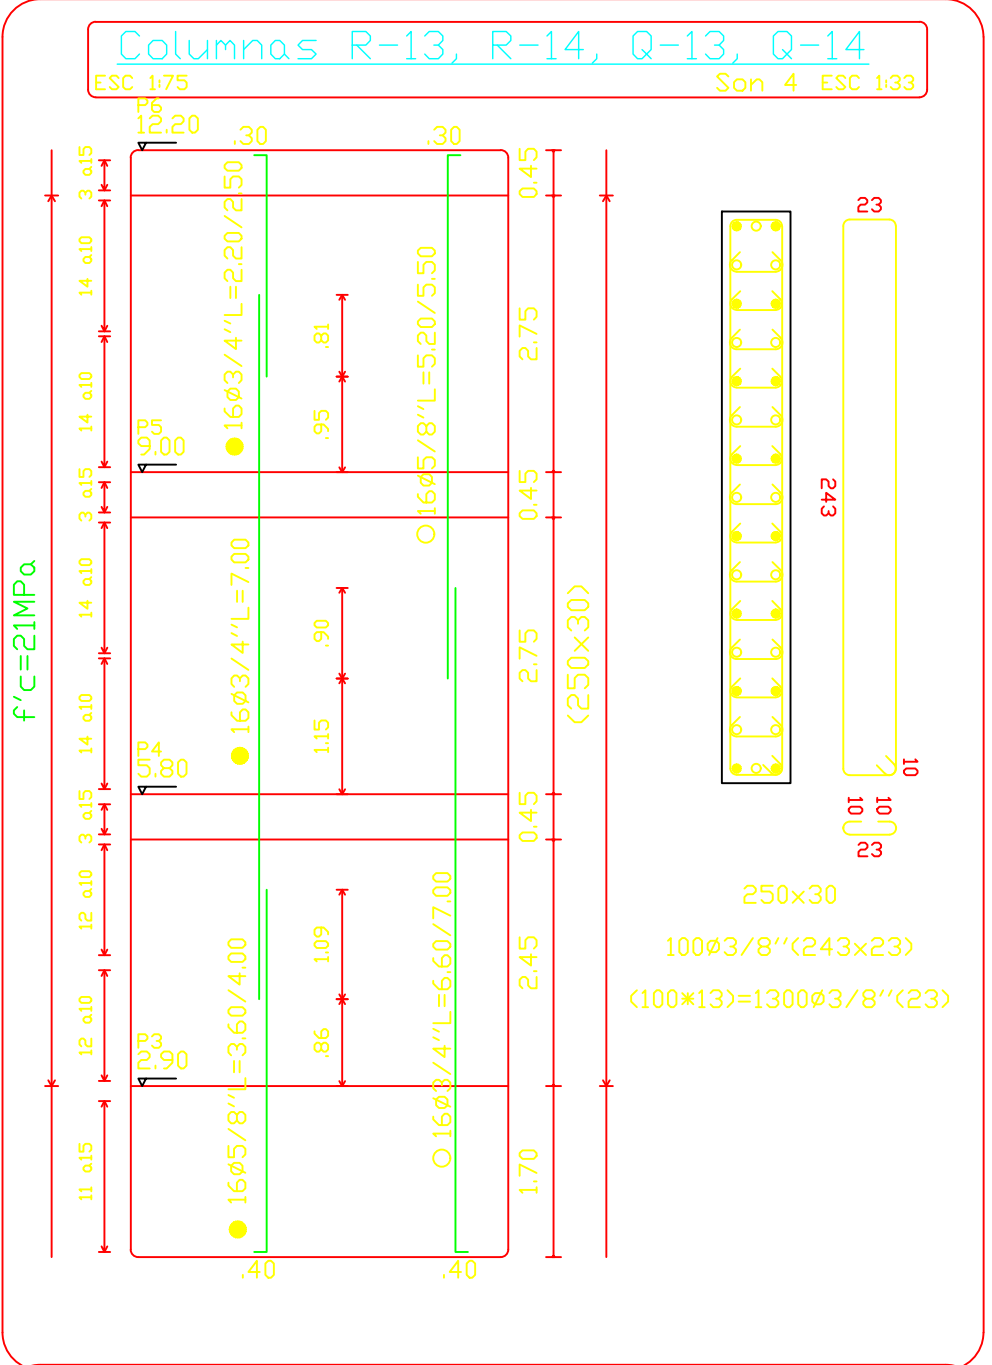 Columnas R-13, R-14, Q-13, Q-14
ESC 1:75
Son 4 ESC 1:33
P6
12.20
.30
.30
3 a15
0.45
14 a10
16ø3/4''L=2.20/2.50
16ø5/8''L=5.20/5.50
.81
2.75
14 a10
.95
P5
9.00
3 a15
0.45
14 a10
f'c=21MPa
16ø3/4''L=7.00
.90
2.75
(250x30)
14 a10
1.15
P4
5.80
3 a15
0.45
12 a10
16ø5/8''L=3.60/4.00
16ø3/4''L=6.60/7.00
1.09
2.45
12 a10
.86
P3
2.90
11 a15
1.70
.40
.40
23
243
10
10
10
23
250x30
100ø3/8''(243x23)
(100*13)=1300ø3/8''(23)